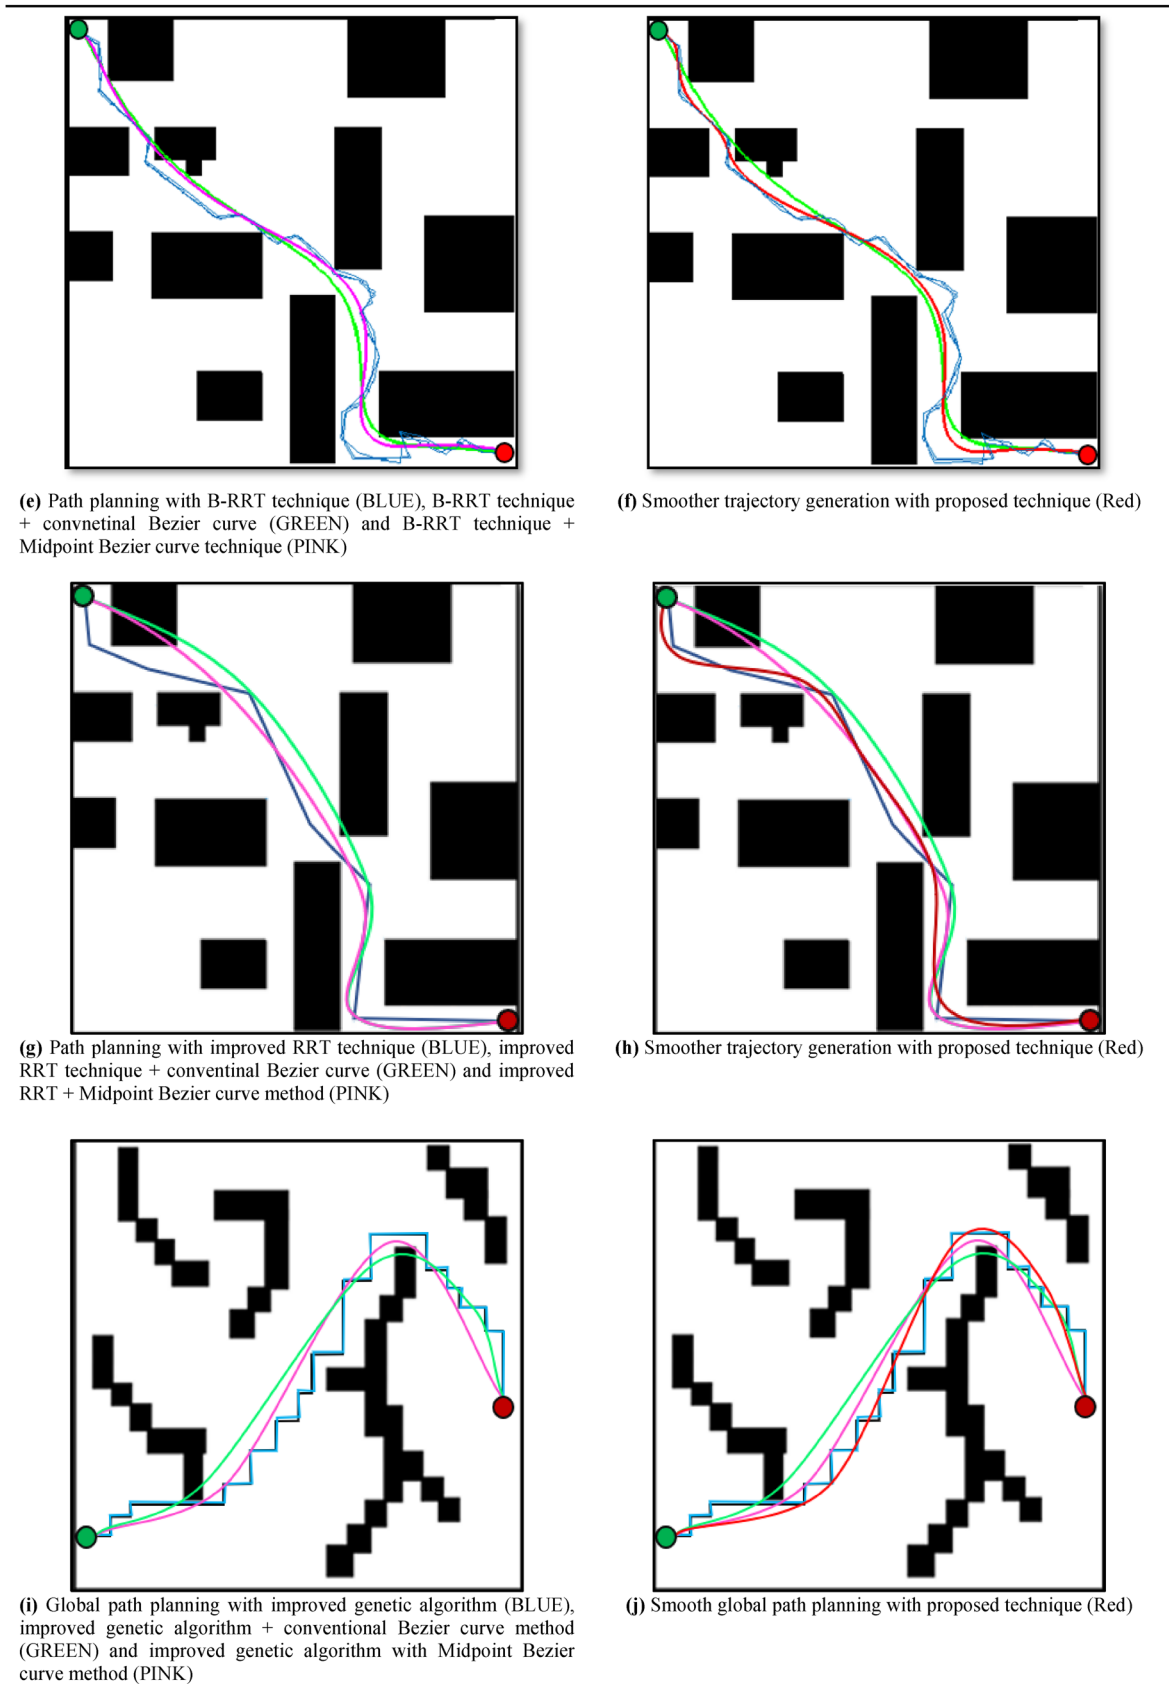 (e) Path planning with B-RRT technique (BLUE), B-RRT technique
+ convnetinal Bezier curve (GREEN) and B-RRT technique +
Midpoint Bezier curve technique (PINK)
(f) Smoother trajectory generation with proposed technique (Red)
(g) Path planning with improved RRT technique (BLUE), improved
RRT technique + conventinal Bezier curve (GREEN) and improved
RRT + Midpoint Bezier curve method (PINK)
(h) Smoother trajectory generation with proposed technique (Red)
(i) Global path planning with improved genetic algorithm (BLUE),
improved genetic algorithm + conventional Bezier curve method
(GREEN) and improved genetic algorithm with Midpoint Bezier
curve method (PINK)
(j) Smooth global path planning with proposed technique (Red)